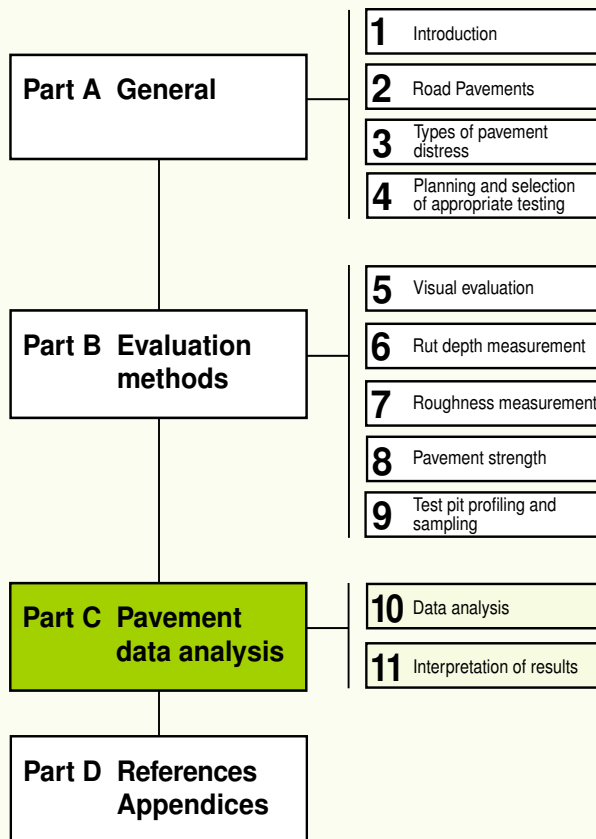 Part A General
1 Introduction
2 Road Pavements
3 Types of pavement
distress
4 Planning and selection
of appropriate testing
Part B Evaluation
methods
5 Visual evaluation
6 Rut depth measurement
7 Roughness measurement
8 Pavement strength
9 Test pit profiling and
sampling
Part C Pavement
data analysis
10 Data analysis
11 Interpretation of results
Part D References
Appendices